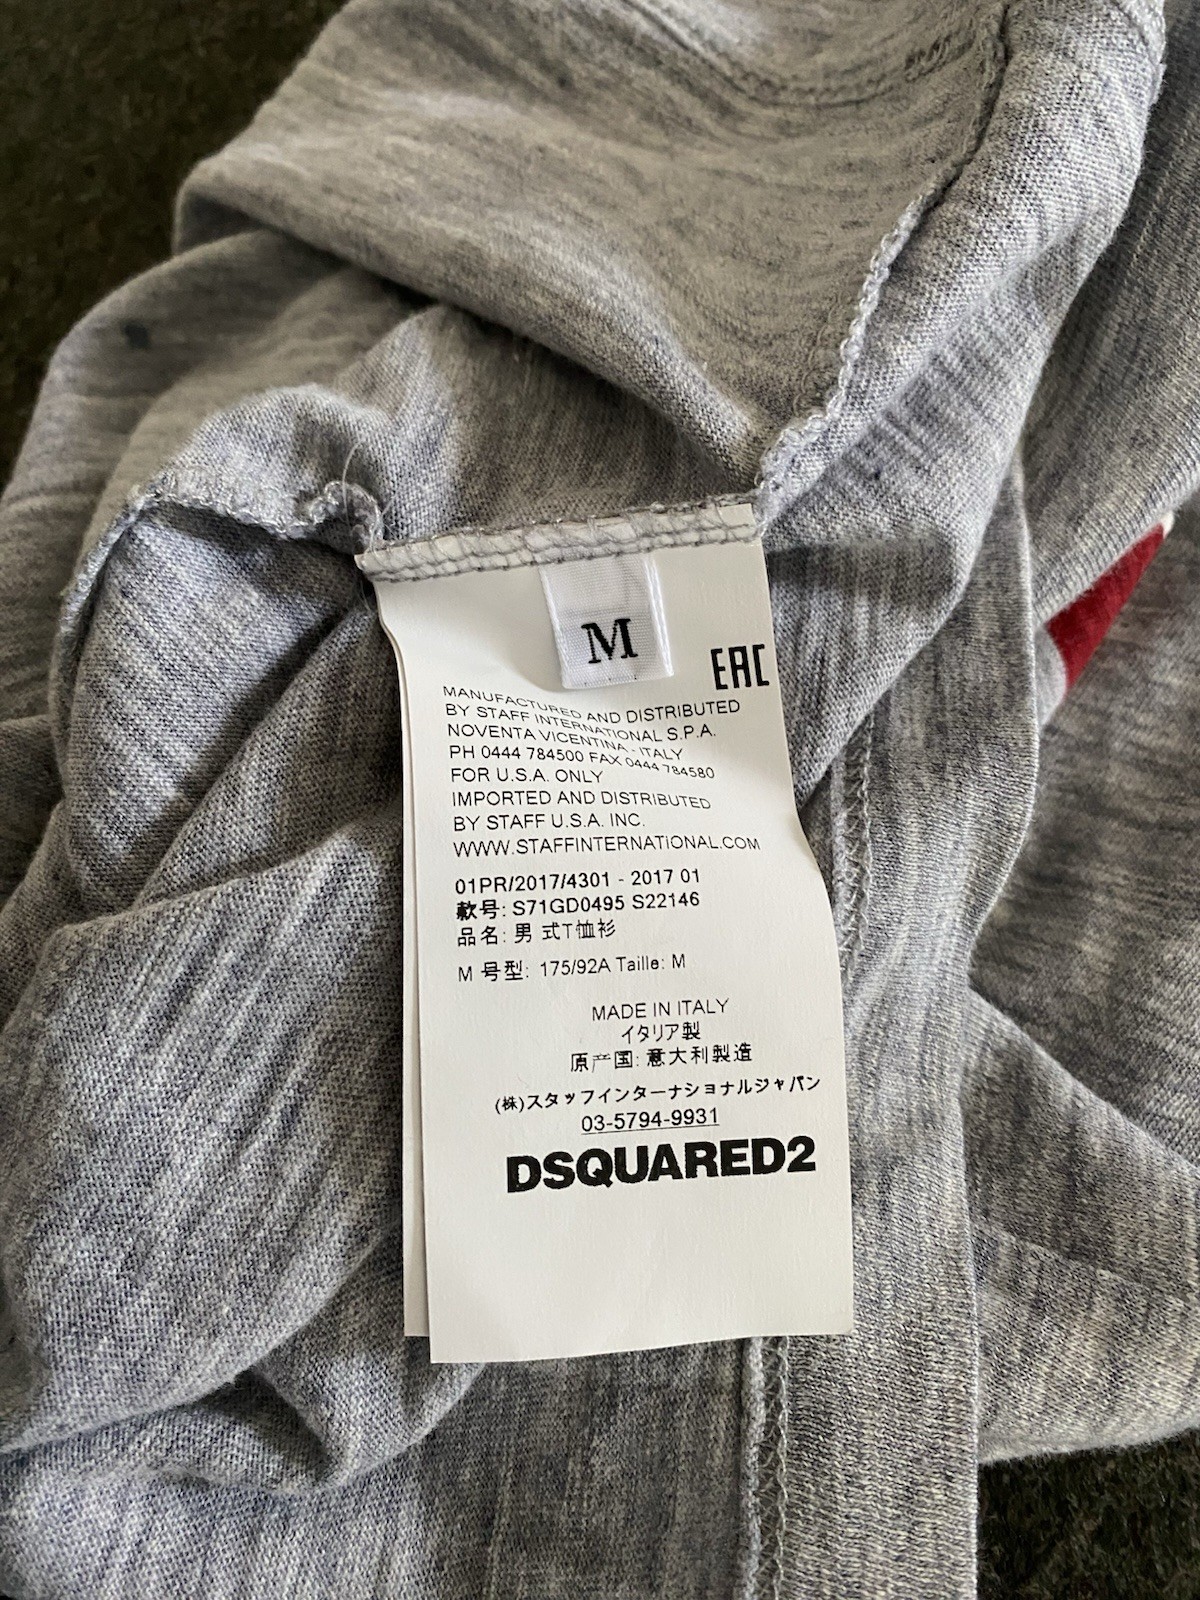 M
EAC
MANUFACTURED AND DISTRIBUTED
BY STAFF INTERNATIONAL S.P.A.
NOVENTA VICENTINA - ITALY
PH 0444 784500 FAX 0444 784580
FOR U.S.A. ONLY
IMPORTED AND DISTRIBUTED
BY STAFF U.S.A. INC.
WWW.STAFFINTERNATIONAL.COM
01PR/2017/4301 - 2017 01
款号: S71GD0495 S22146
品名: 男 式T恤衫
M 号型: 175/92A Taille: M
MADE IN ITALY
イタリア製
原产国: 意大利製造
(株)スタッフインターナショナルジャパン
03-5794-9931
DSQUARED2